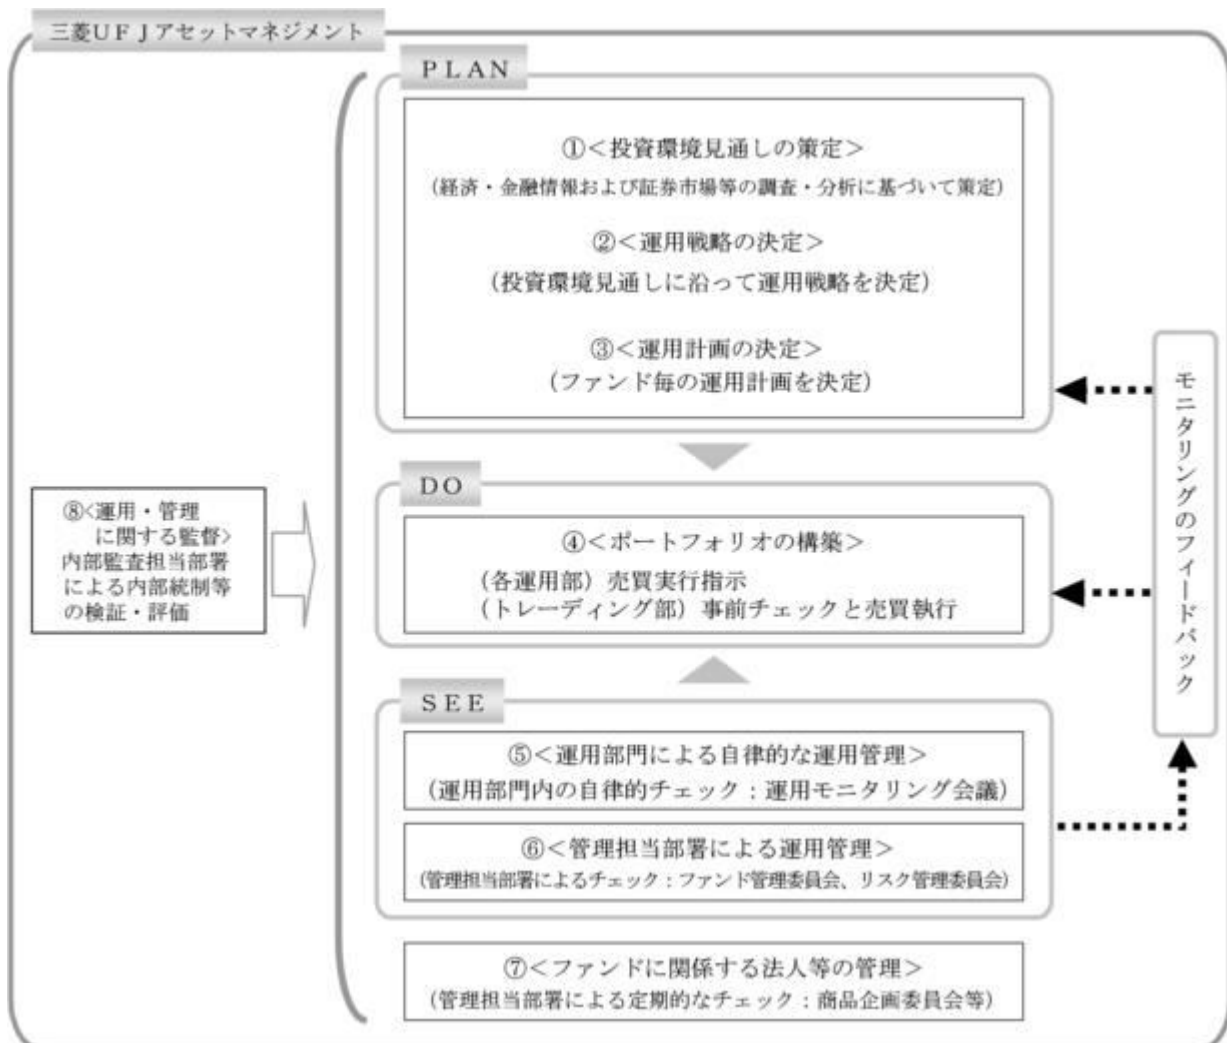 三菱ＵＦＪアセットマネジメント
ＰＬＡＮ
①＜投資環境見通しの策定＞
（経済・金融情報および証券市場等の調査・分析に基づいて策定）
②＜運用戦略の決定＞
（投資環境見通しに沿って運用戦略を決定）
③＜運用計画の決定＞
（ファンド毎の運用計画を決定）
ＤＯ
④＜ポートフォリオの構築＞
（各運用部）売買実行指示
（トレーディング部）事前チェックと売買執行
ＳＥＥ
⑤＜運用部門による自律的な運用管理＞
（運用部門内の自律的チェック：運用モニタリング会議）
⑥＜管理担当部署による運用管理＞
（管理担当部署によるチェック：ファンド管理委員会、リスク管理委員会）
⑦＜ファンドに関係する法人等の管理＞
（管理担当部署による定期的なチェック：商品企画委員会等）
⑧<運用・管理
に関する監督>
内部監査担当部署
による内部統制等
の検証・評価
モニタリングのフィードバック